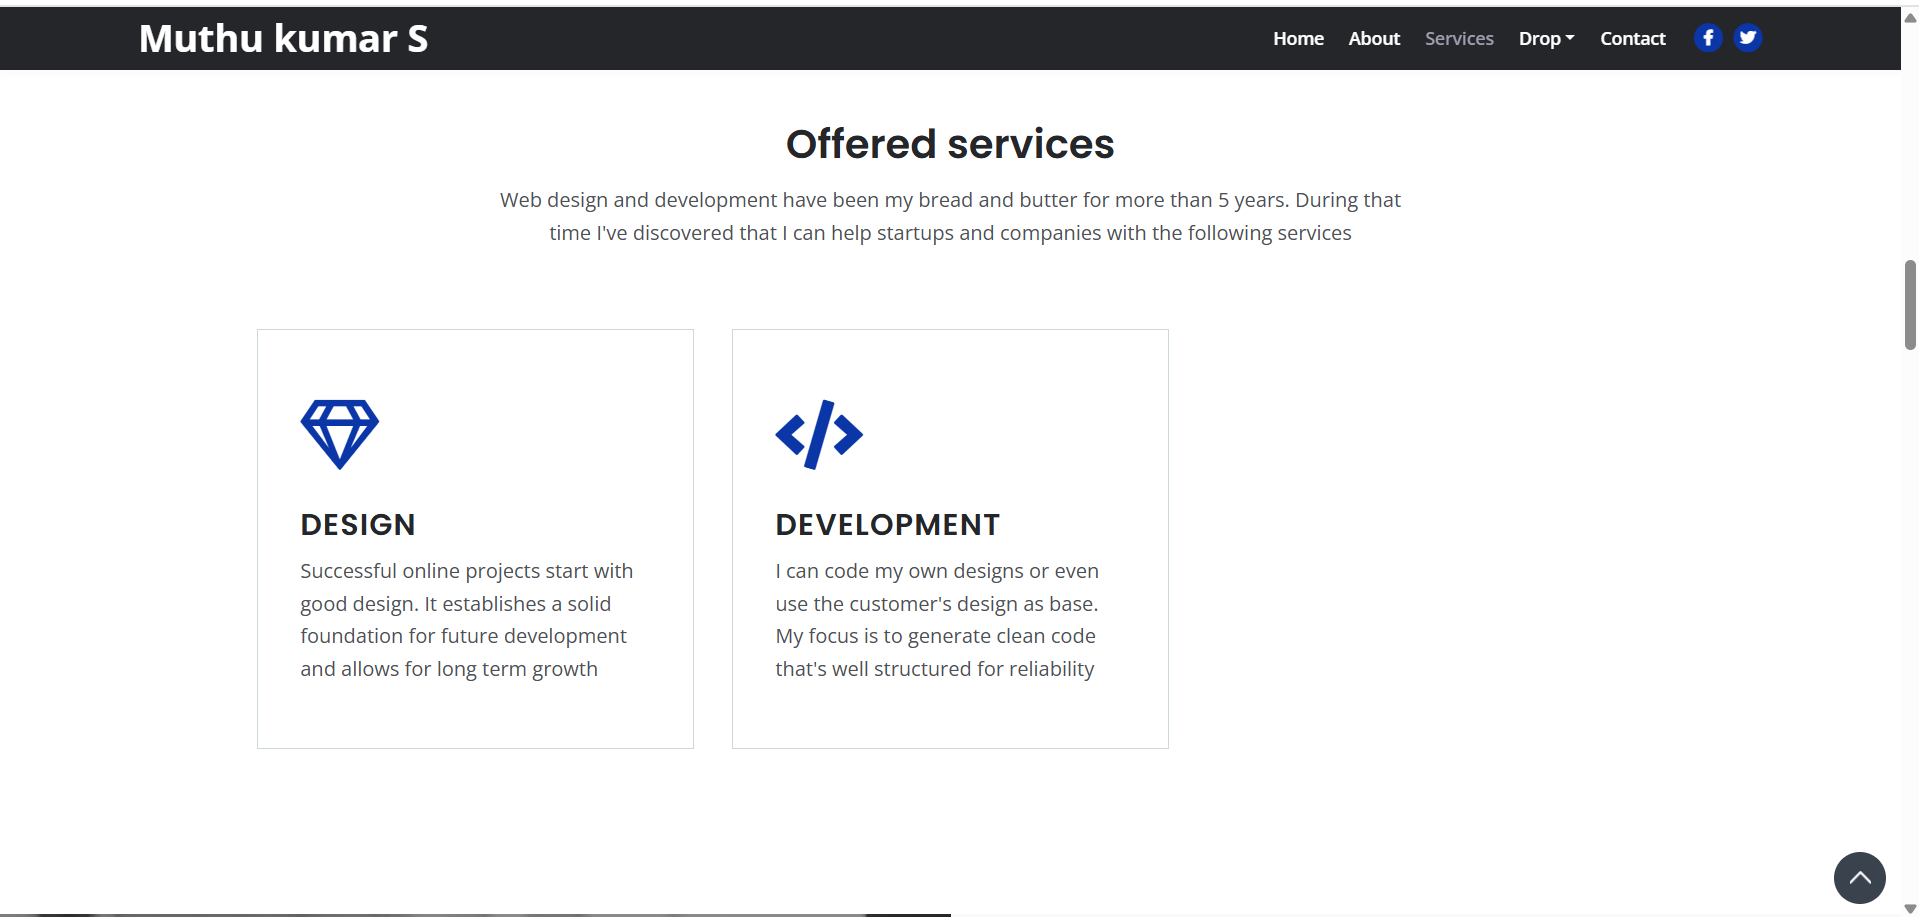 Muthu kumar S
Home
About
Services
Drop
Contact
Offered services
Web design and development have been my bread and butter for more than 5 years. During that
time I've discovered that I can help startups and companies with the following services
DESIGN
Successful online projects start with
good design. It establishes a solid
foundation for future development
and allows for long term growth
DEVELOPMENT
I can code my own designs or even
use the customer's design as base.
My focus is to generate clean code
that's well structured for reliability